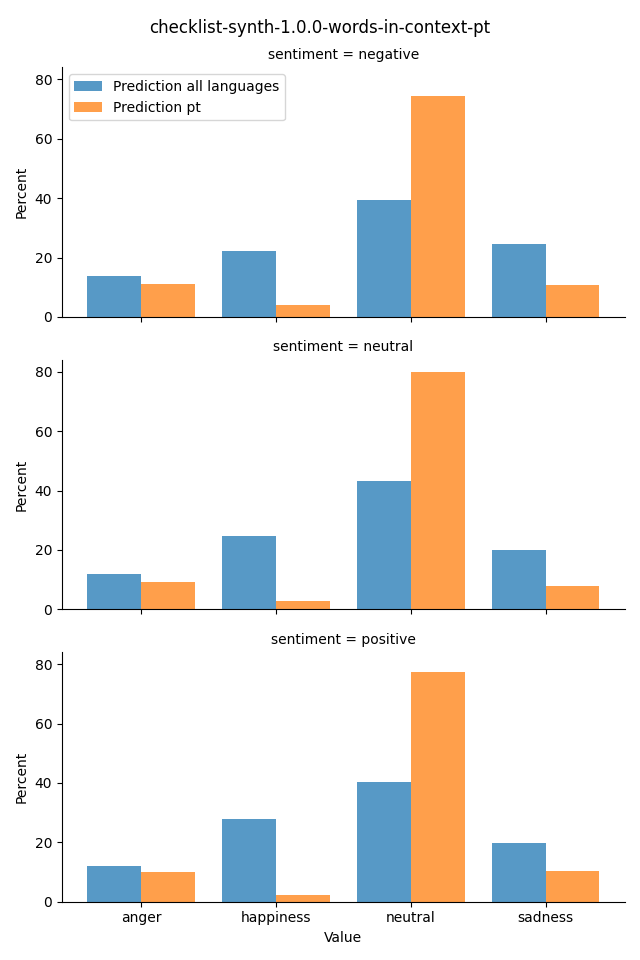 checklist-synth-1.0.0-words-in-context-pt
sentiment = negative
Prediction all languages
Prediction pt
Percent
80
60
40
20
0
sentiment = neutral
Percent
80
60
40
20
0
sentiment = positive
Percent
80
60
40
20
0
anger happiness neutral sadness
Value